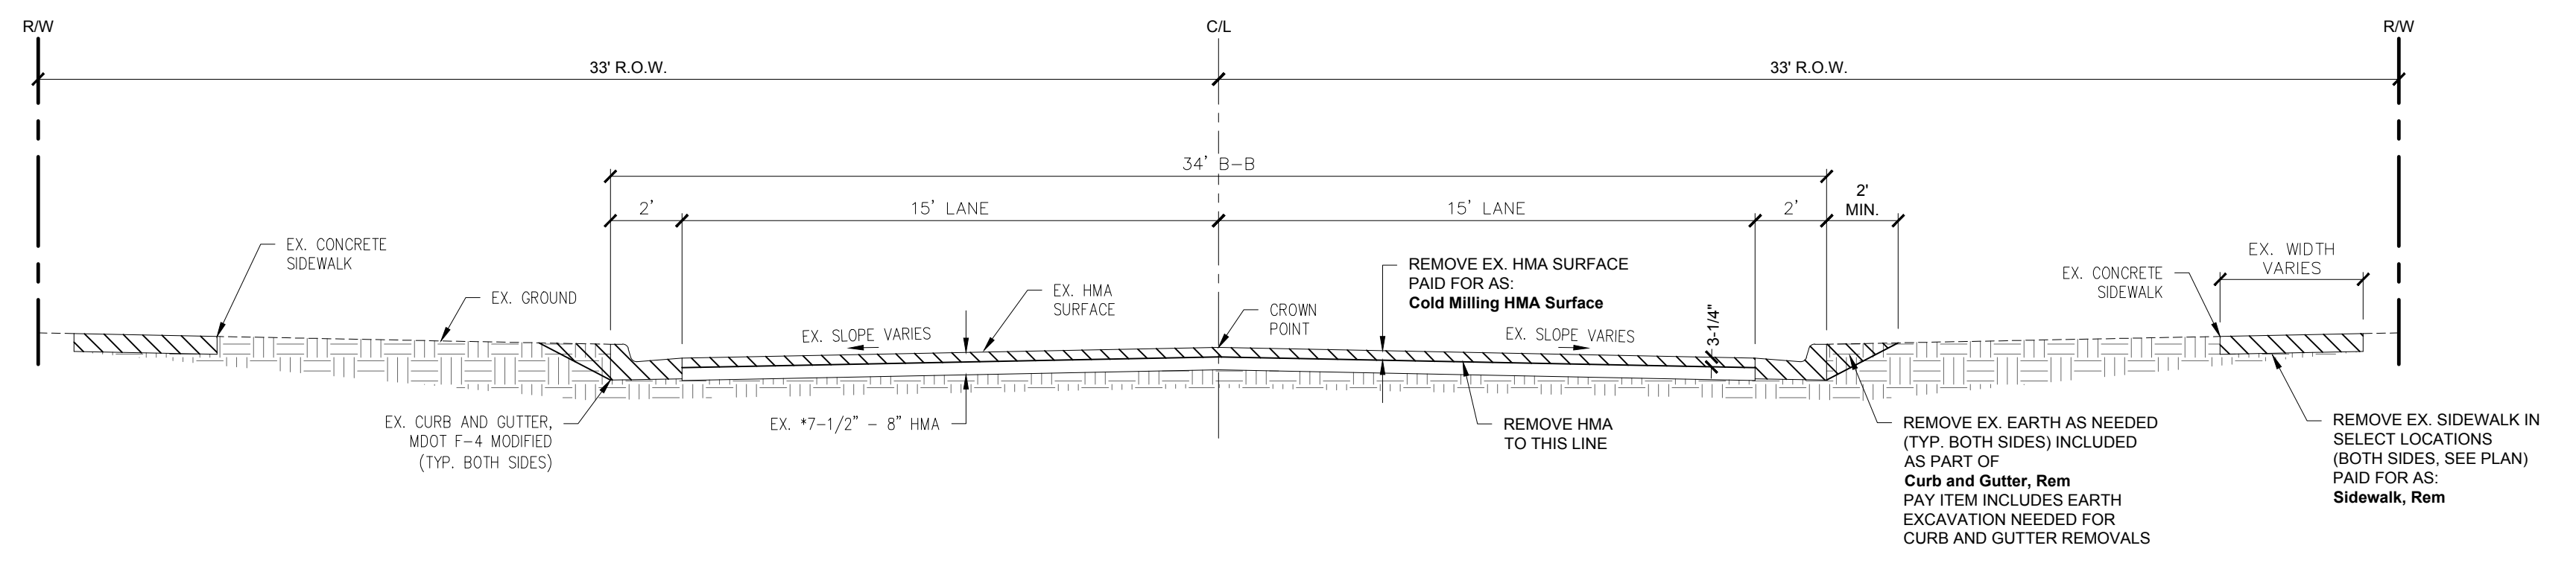 R/W
C/L
R/W
33' R.O.W.
33' R.O.W.
34' B-B
2'
15' LANE
15' LANE
2'
2'
MIN.
EX. CONCRETE
SIDEWALK
EX. GROUND
EX. SLOPE VARIES
EX. HMA
SURFACE
CROWN
POINT
REMOVE EX. HMA SURFACE
PAID FOR AS:
Cold Milling HMA Surface
EX. SLOPE VARIES
3-1/4"
EX. CONCRETE
SIDEWALK
EX. WIDTH
VARIES
EX. CURB AND GUTTER,
MDOT F-4 MODIFIED
(TYP. BOTH SIDES)
EX. *7-1/2" - 8" HMA
REMOVE HMA
TO THIS LINE
REMOVE EX. EARTH AS NEEDED
(TYP. BOTH SIDES) INCLUDED
AS PART OF
Curb and Gutter, Rem
PAY ITEM INCLUDES EARTH
EXCAVATION NEEDED FOR
CURB AND GUTTER REMOVALS
REMOVE EX. SIDEWALK IN
SELECT LOCATIONS
(BOTH SIDES, SEE PLAN)
PAID FOR AS:
Sidewalk, Rem